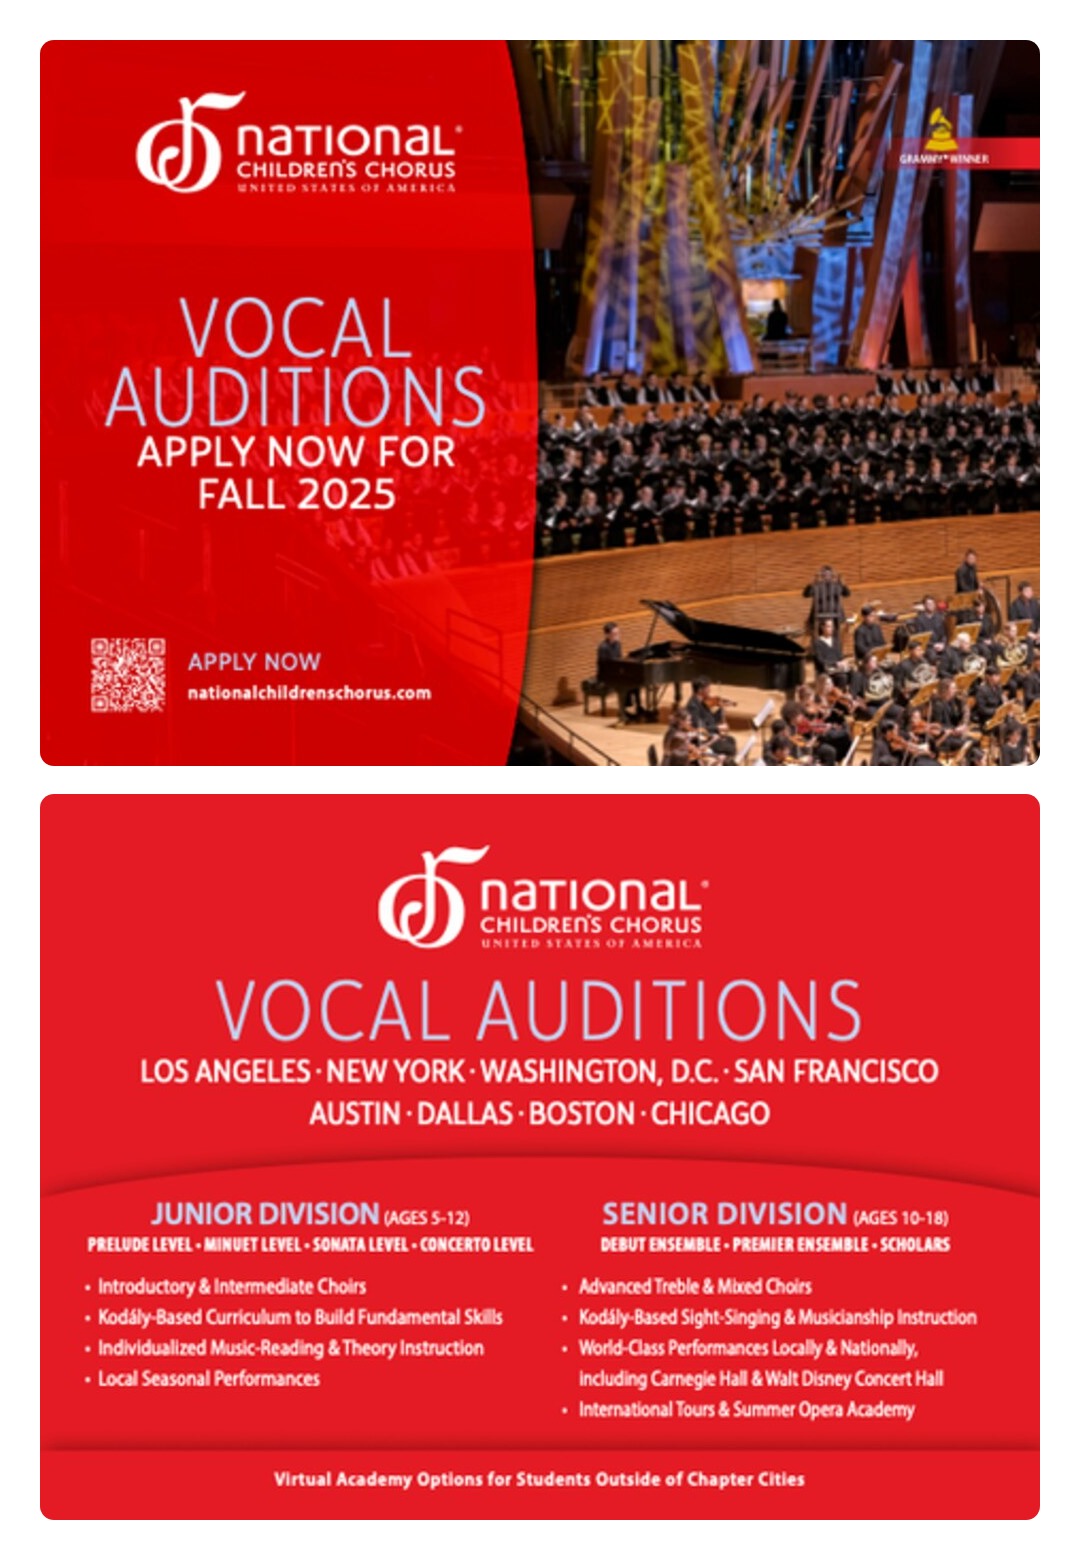 NATIONAL®
CHILDREN'S CHORUS
UNITED STATES OF AMERICA
GRAMMY® WINNER
VOCAL
AUDITIONS
APPLY NOW FOR
FALL 2025
APPLY NOW
nationalchildrenschorus.com
NATIONAL®
CHILDREN'S CHORUS
UNITED STATES OF AMERICA
VOCAL AUDITIONS
LOS ANGELES · NEW YORK · WASHINGTON, D.C. · SAN FRANCISCO
AUSTIN · DALLAS · BOSTON · CHICAGO
JUNIOR DIVISION (AGES 5-12)
PRELUDE LEVEL • MINUET LEVEL • SONATA LEVEL • CONCERTO LEVEL
• Introductory & Intermediate Choirs
• Kodály-Based Curriculum to Build Fundamental Skills
• Individualized Music-Reading & Theory Instruction
• Local Seasonal Performances
SENIOR DIVISION (AGES 10-18)
DEBUT ENSEMBLE • PREMIER ENSEMBLE • SCHOLARS
• Advanced Treble & Mixed Choirs
• Kodály-Based Sight-Singing & Musicianship Instruction
• World-Class Performances Locally & Nationally,
including Carnegie Hall & Walt Disney Concert Hall
• International Tours & Summer Opera Academy
Virtual Academy Options for Students Outside of Chapter Cities